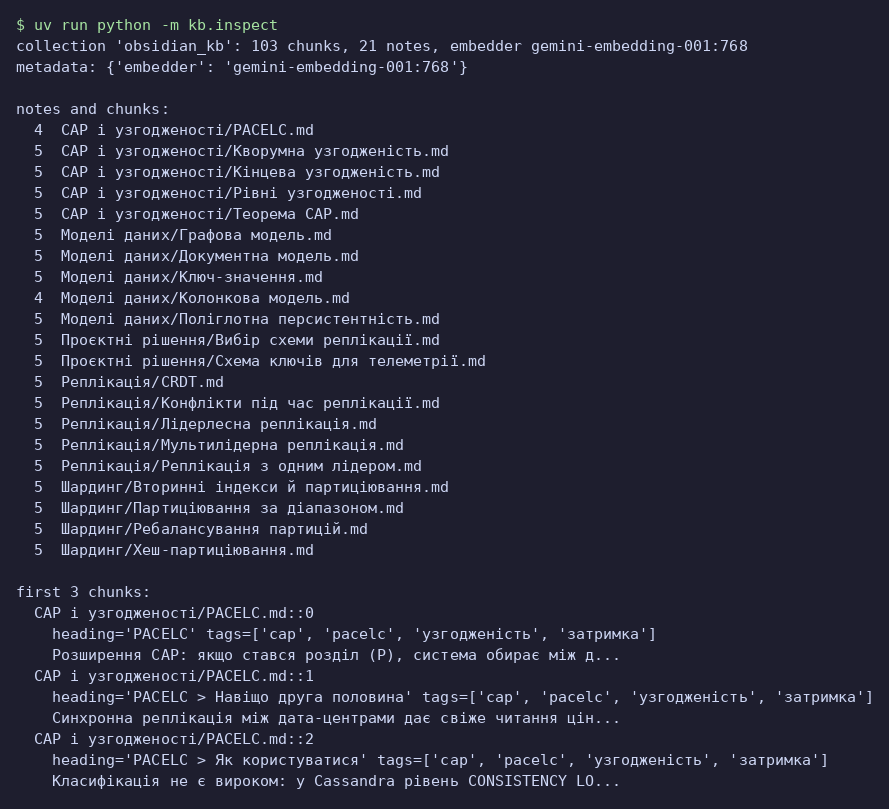 $ uv run python -m kb.inspect
collection 'obsidian_kb': 103 chunks, 21 notes, embedder gemini-embedding-001:768
metadata: {'embedder': 'gemini-embedding-001:768'}

notes and chunks:
  4  CAP і узгодженості/PACELC.md
  5  CAP і узгодженості/Кворумна узгодженість.md
  5  CAP і узгодженості/Кінцева узгодженість.md
  5  CAP і узгодженості/Рівні узгодженості.md
  5  CAP і узгодженості/Теорема CAP.md
  5  Моделі даних/Графова модель.md
  5  Моделі даних/Документна модель.md
  5  Моделі даних/Ключ-значення.md
  4  Моделі даних/Колонкова модель.md
  5  Моделі даних/Поліглотна персистентність.md
  5  Проєктні рішення/Вибір схеми реплікації.md
  5  Проєктні рішення/Схема ключів для телеметрії.md
  5  Реплікація/CRDT.md
  5  Реплікація/Конфлікти під час реплікації.md
  5  Реплікація/Лідерлесна реплікація.md
  5  Реплікація/Мультилідерна реплікація.md
  5  Реплікація/Реплікація з одним лідером.md
  5  Шардинг/Вторинні індекси й партиціювання.md
  5  Шардинг/Партиціювання за діапазоном.md
  5  Шардинг/Ребалансування партицій.md
  5  Шардинг/Хеш-партиціювання.md

first 3 chunks:
  CAP і узгодженості/PACELC.md::0
    heading='PACELC' tags=['cap', 'pacelc', 'узгодженість', 'затримка']
    Розширення CAP: якщо стався розділ (P), система обирає між д...
  CAP і узгодженості/PACELC.md::1
    heading='PACELC > Навіщо друга половина' tags=['cap', 'pacelc', 'узгодженість', 'затримка']
    Синхронна реплікація між дата-центрами дає свіже читання цін...
  CAP і узгодженості/PACELC.md::2
    heading='PACELC > Як користуватися' tags=['cap', 'pacelc', 'узгодженість', 'затримка']
    Класифікація не є вироком: у Cassandra рівень CONSISTENCY LO...